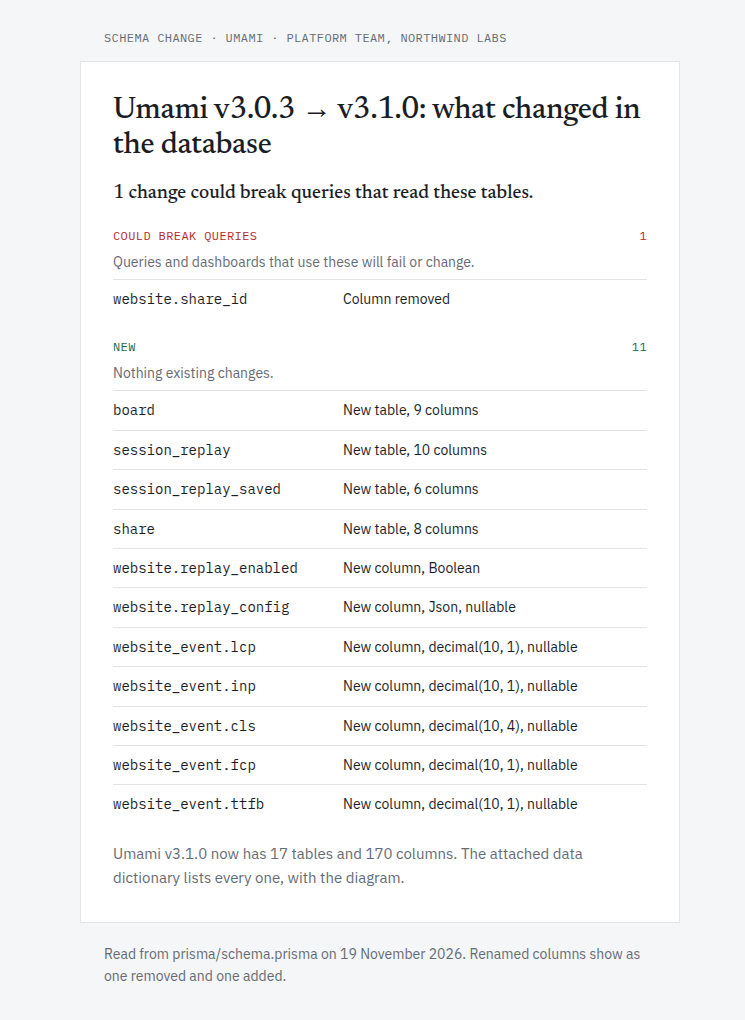 SCHEMA CHANGE · UMAMI · PLATFORM TEAM, NORTHWIND LABS
Umami v3.0.3 → v3.1.0: what changed in
the database
1 change could break queries that read these tables.
COULD BREAK QUERIES 1
Queries and dashboards that use these will fail or change.
website.share_id Column removed
NEW 11
Nothing existing changes.
board New table, 9 columns
session_replay New table, 10 columns
session_replay_saved New table, 6 columns
share New table, 8 columns
website.replay_enabled New column, Boolean
website.replay_config New column, Json, nullable
website_event.lcp New column, decimal(10, 1), nullable
website_event.inp New column, decimal(10, 1), nullable
website_event.cls New column, decimal(10, 4), nullable
website_event.fcp New column, decimal(10, 1), nullable
website_event.ttfb New column, decimal(10, 1), nullable
Umami v3.1.0 now has 17 tables and 170 columns. The attached data
dictionary lists every one, with the diagram.
Read from prisma/schema.prisma on 19 November 2026. Renamed columns show as
one removed and one added.